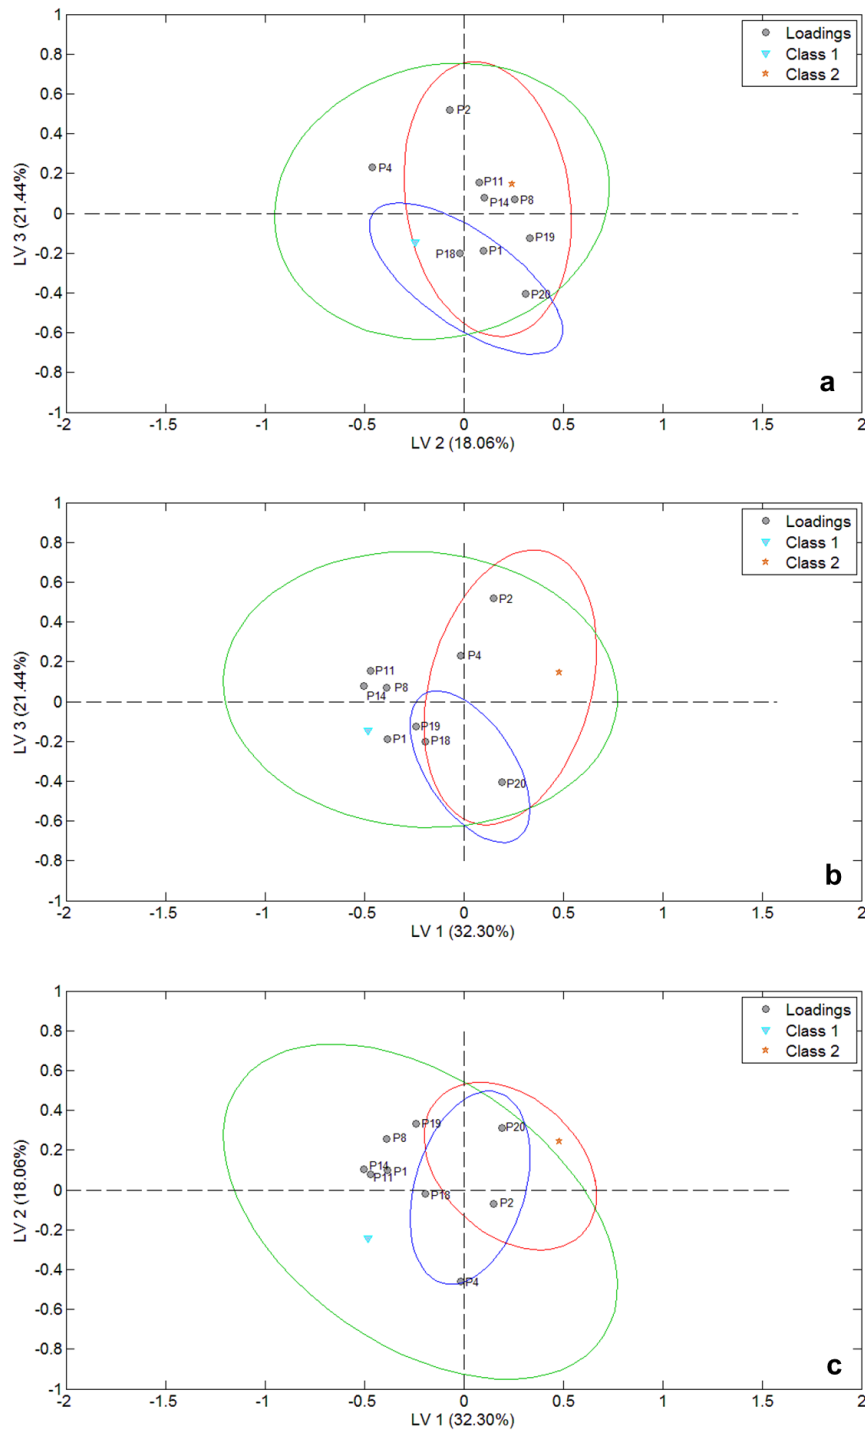 1
0.8
0.6
0.4
0.2
0
-0.2
-0.4
-0.6
-0.8
-1
LV 3 (21.44%)
Loadings
Class 1
Class 2
P2
P4
P11
P14
P8
P19
P18
P1
P20
a
-2 -1.5 -1 -0.5 0 0.5 1 1.5 2
LV 2 (18.06%)
1
0.8
0.6
0.4
0.2
0
-0.2
-0.4
-0.6
-0.8
-1
LV 3 (21.44%)
Loadings
Class 1
Class 2
P2
P4
P11
P8
P14
P19
P1
P18
P20
b
-2 -1.5 -1 -0.5 0 0.5 1 1.5 2
LV 1 (32.30%)
1
0.8
0.6
0.4
0.2
0
-0.2
-0.4
-0.6
-0.8
-1
LV 2 (18.06%)
Loadings
Class 1
Class 2
P19
P20
P8
P14
P1
P11
P18
P2
P4
c
-2 -1.5 -1 -0.5 0 0.5 1 1.5 2
LV 1 (32.30%)